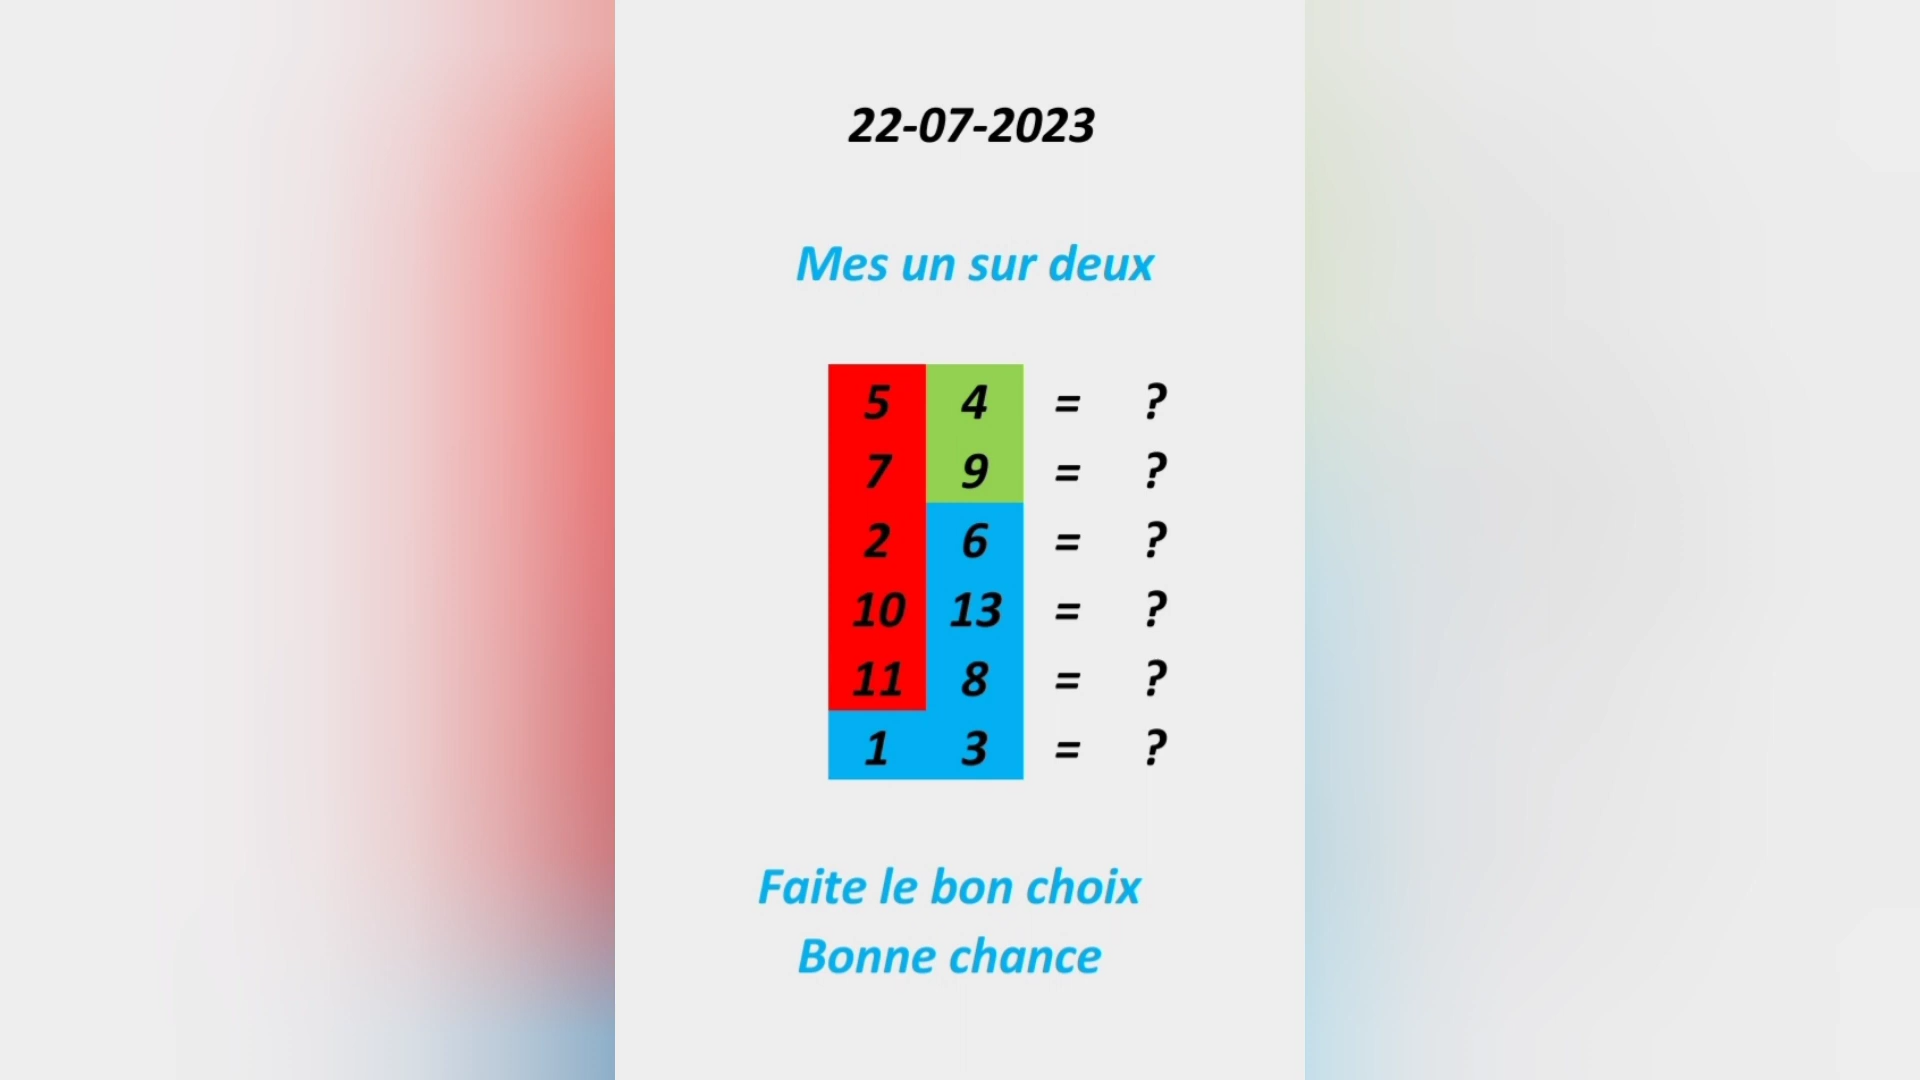 22-07-2023
Mes un sur deux
5 4 = ?
7 9 = ?
2 6 = ?
10 13 = ?
11 8 = ?
1 3 = ?
Faite le bon choix
Bonne chance